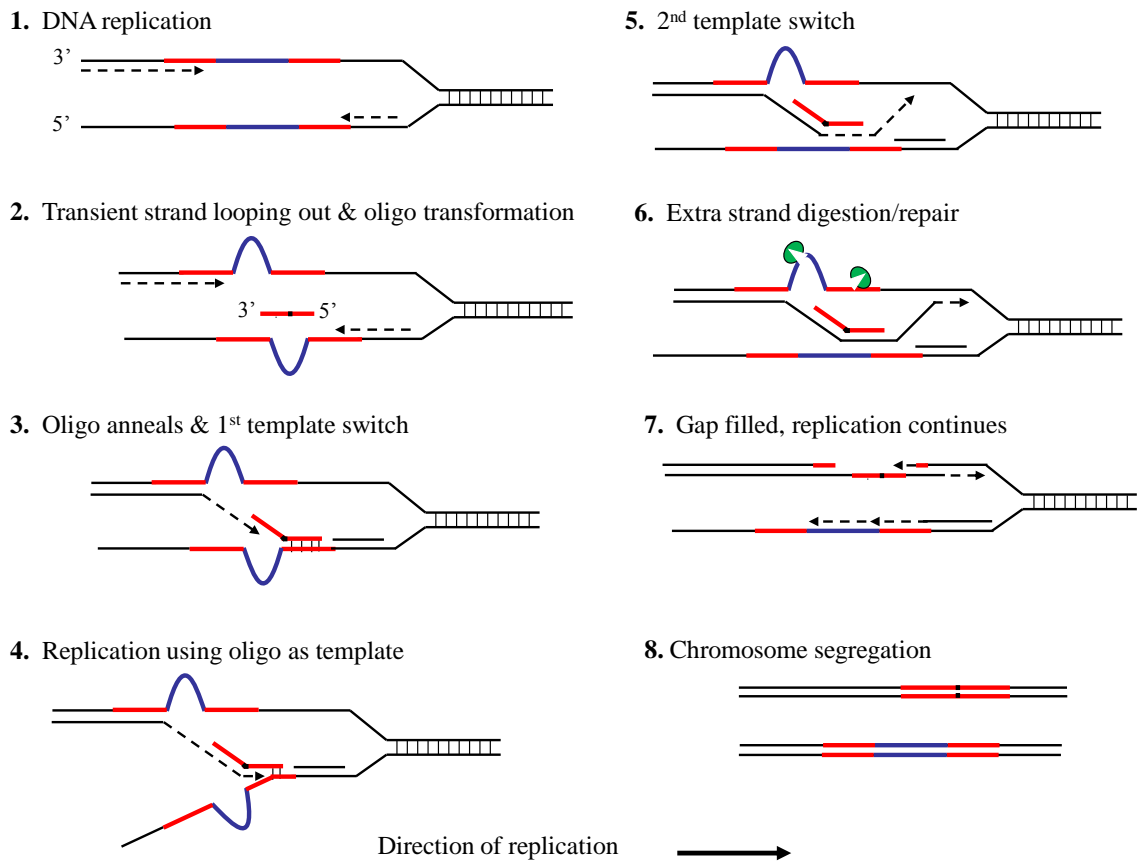 1. DNA replication
3’
5’
2. Transient strand looping out & oligo transformation
3’ 5’
3. Oligo anneals & 1st template switch
4. Replication using oligo as template
5. 2nd template switch
6. Extra strand digestion/repair
7. Gap filled, replication continues
8. Chromosome segregation
Direction of replication